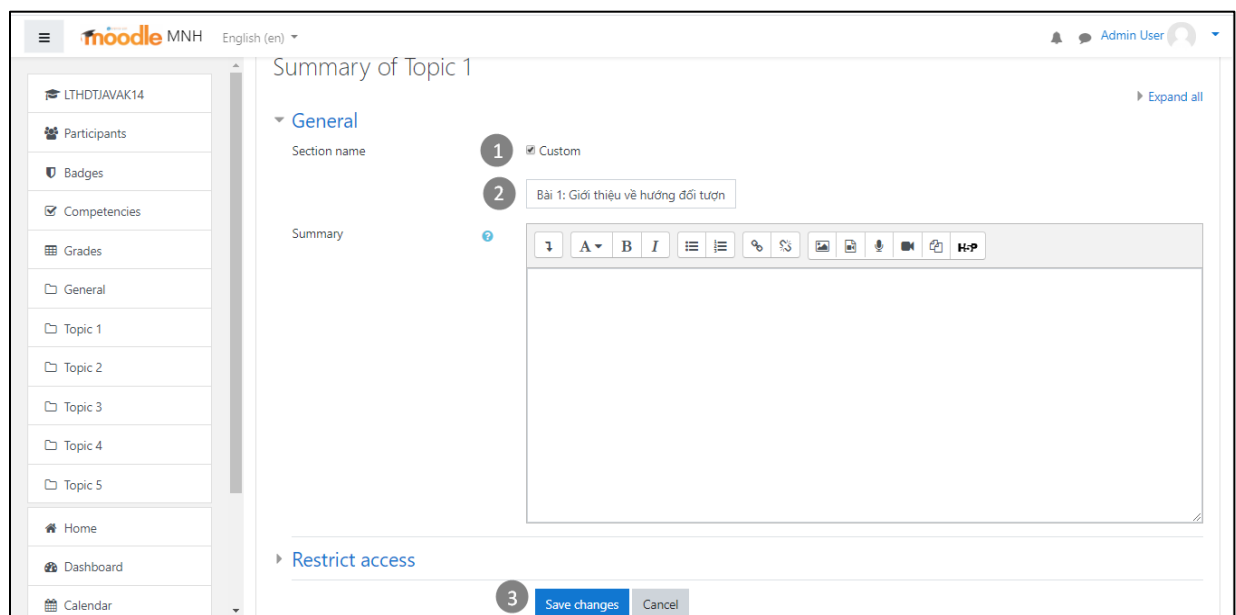 moodle MNH English (en) Admin User
Summary of Topic 1
Expand all
LTHDTJAVAK14
Participants
Badges
Competencies
Grades
General
Topic 1
Topic 2
Topic 3
Topic 4
Topic 5
Home
Dashboard
Calendar
General
Section name 1 Custom
2 Bài 1: Giới thiệu về hướng đối tượn
Summary
A B I H-P
Restrict access
3 Save changes Cancel